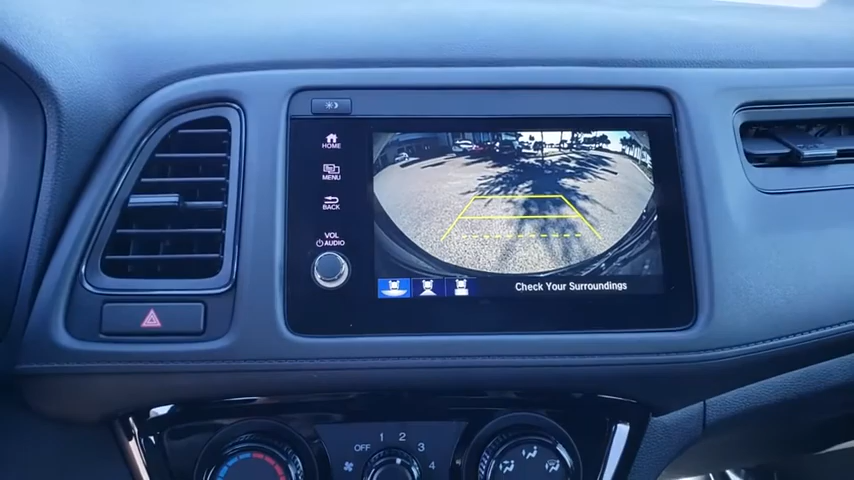 HOME
MENU
BACK
VOL
AUDIO
Check Your Surroundings
OFF 1 2 3 4